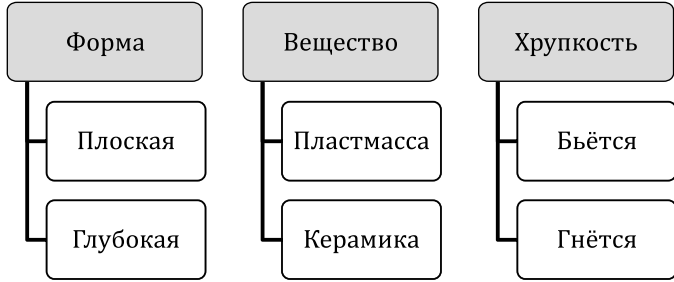 Форма
Плоская
Глубокая
Вещество
Пластмасса
Керамика
Хрупкость
Бьётся
Гнётся